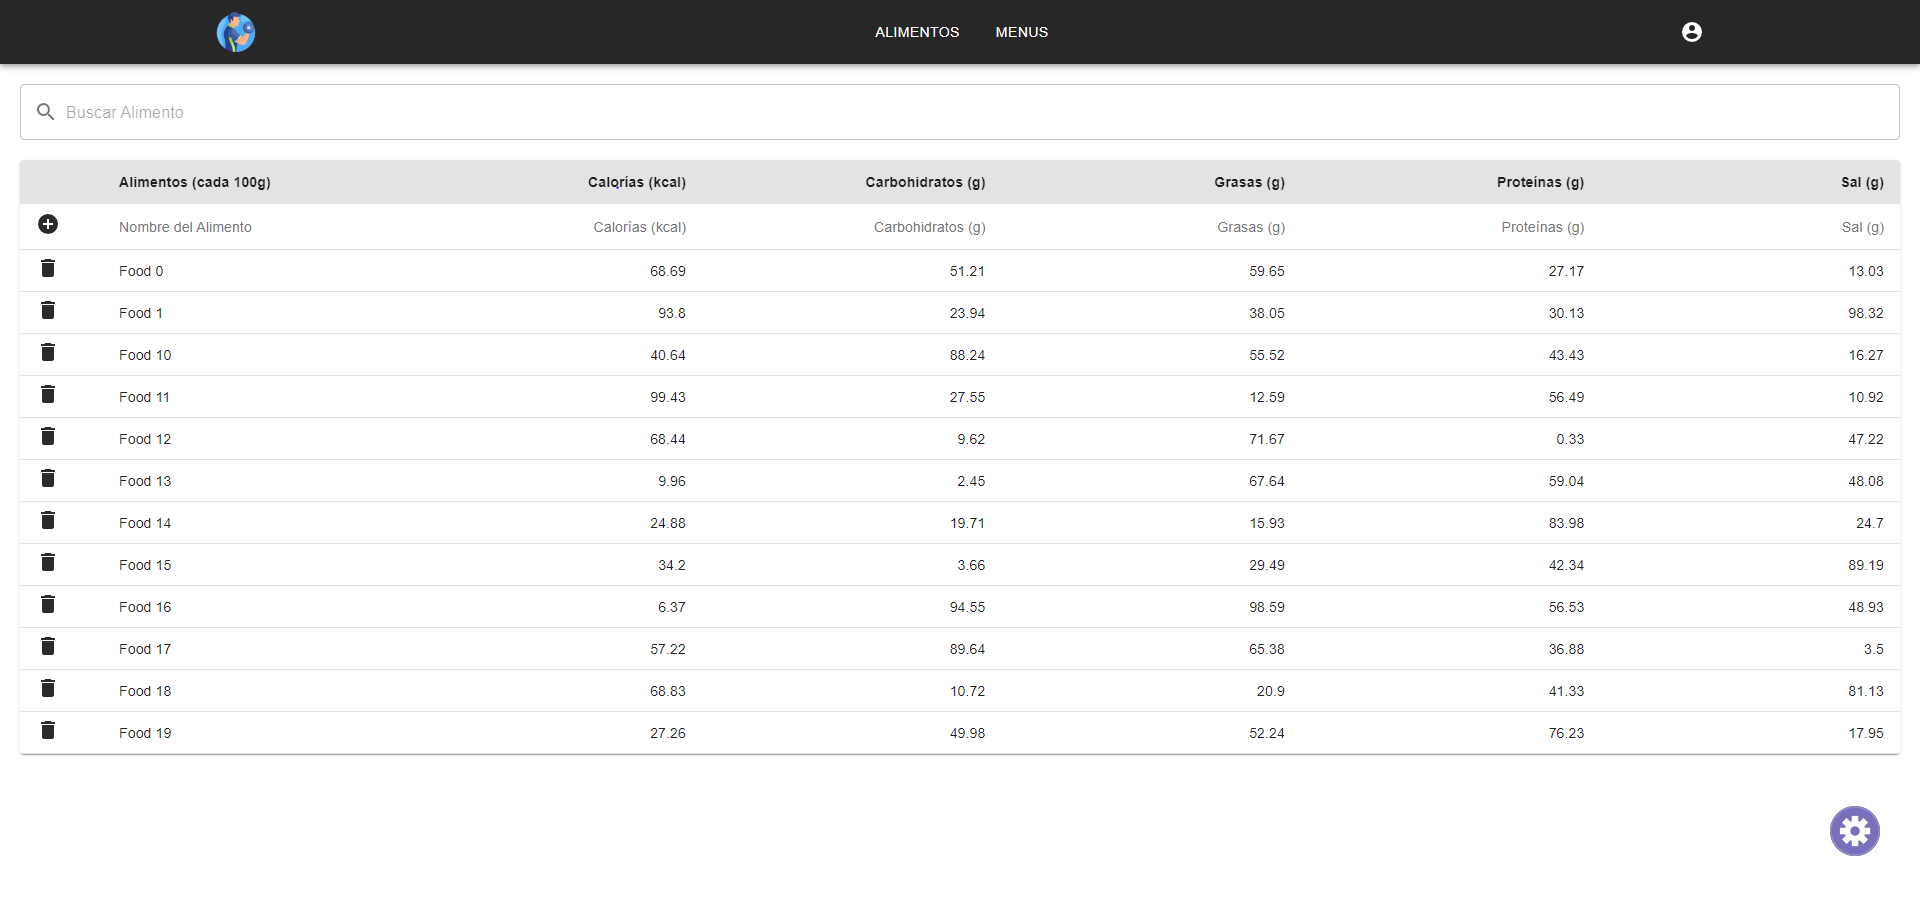 ALIMENTOS MENUS
Buscar Alimento
Alimentos (cada 100g) Calorías (kcal) Carbohidratos (g) Grasas (g) Proteínas (g) Sal (g)
Nombre del Alimento Calorías (kcal) Carbohidratos (g) Grasas (g) Proteínas (g) Sal (g)
Food 0 68.69 51.21 59.65 27.17 13.03
Food 1 93.8 23.94 38.05 30.13 98.32
Food 10 40.64 88.24 55.52 43.43 16.27
Food 11 99.43 27.55 12.59 56.49 10.92
Food 12 68.44 9.62 71.67 0.33 47.22
Food 13 9.96 2.45 67.64 59.04 48.08
Food 14 24.88 19.71 15.93 83.98 24.7
Food 15 34.2 3.66 29.49 42.34 89.19
Food 16 6.37 94.55 98.59 56.53 48.93
Food 17 57.22 89.64 65.38 36.88 3.5
Food 18 68.83 10.72 20.9 41.33 81.13
Food 19 27.26 49.98 52.24 76.23 17.95